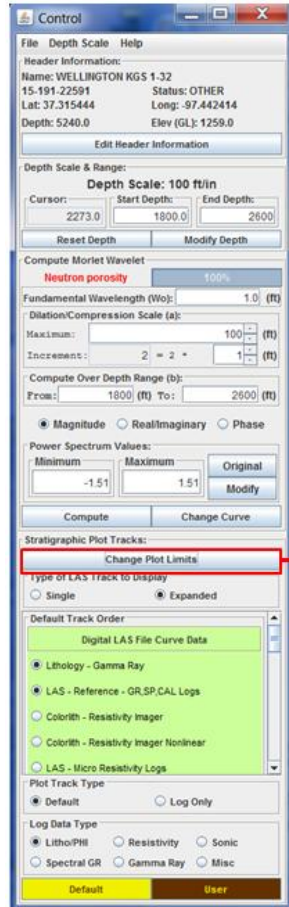 Control
File Depth Scale Help
Header Information:
Name: WELLINGTON KGS 1-32
15-191-22591 Status: OTHER
Lat: 37.315444 Long: -97.442414
Depth: 5240.0 Elev (GL): 1259.0
Edit Header Information
Depth Scale & Range:
Depth Scale: 100 ft/in
Cursor: Start Depth: End Depth:
2273.0 1800.0 2600
Reset Depth Modify Depth
Compute Morlet Wavelet
Neutron porosity 100%
Fundamental Wavelength (Wo): 1.0 (ft)
Dilation/Compression Scale (a):
Maximum: 100 (ft)
Increment: 2 = 2 * 1 (ft)
Compute Over Depth Range (b):
From: 1800 (ft) To: 2600 (ft)
Magnitude Real/Imaginary Phase
Power Spectrum Values:
Minimum Maximum Original
-1.51 1.51 Modify
Compute Change Curve
Stratigraphic Plot Tracks:
Change Plot Limits
Type of LAS Track to Display
Single Expanded
Default Track Order
Digital LAS File Curve Data
Lithology - Gamma Ray
LAS - Reference - GR,SP,CAL Logs
Colorlith - Resistivity Imager
Colorlith - Resistivity Imager Nonlinear
LAS - Micro Resistivity Logs
Plot Track Type
Default Log Only
Log Data Type
Litho/PHI Resistivity Sonic
Spectral GR Gamma Ray Misc
Default User